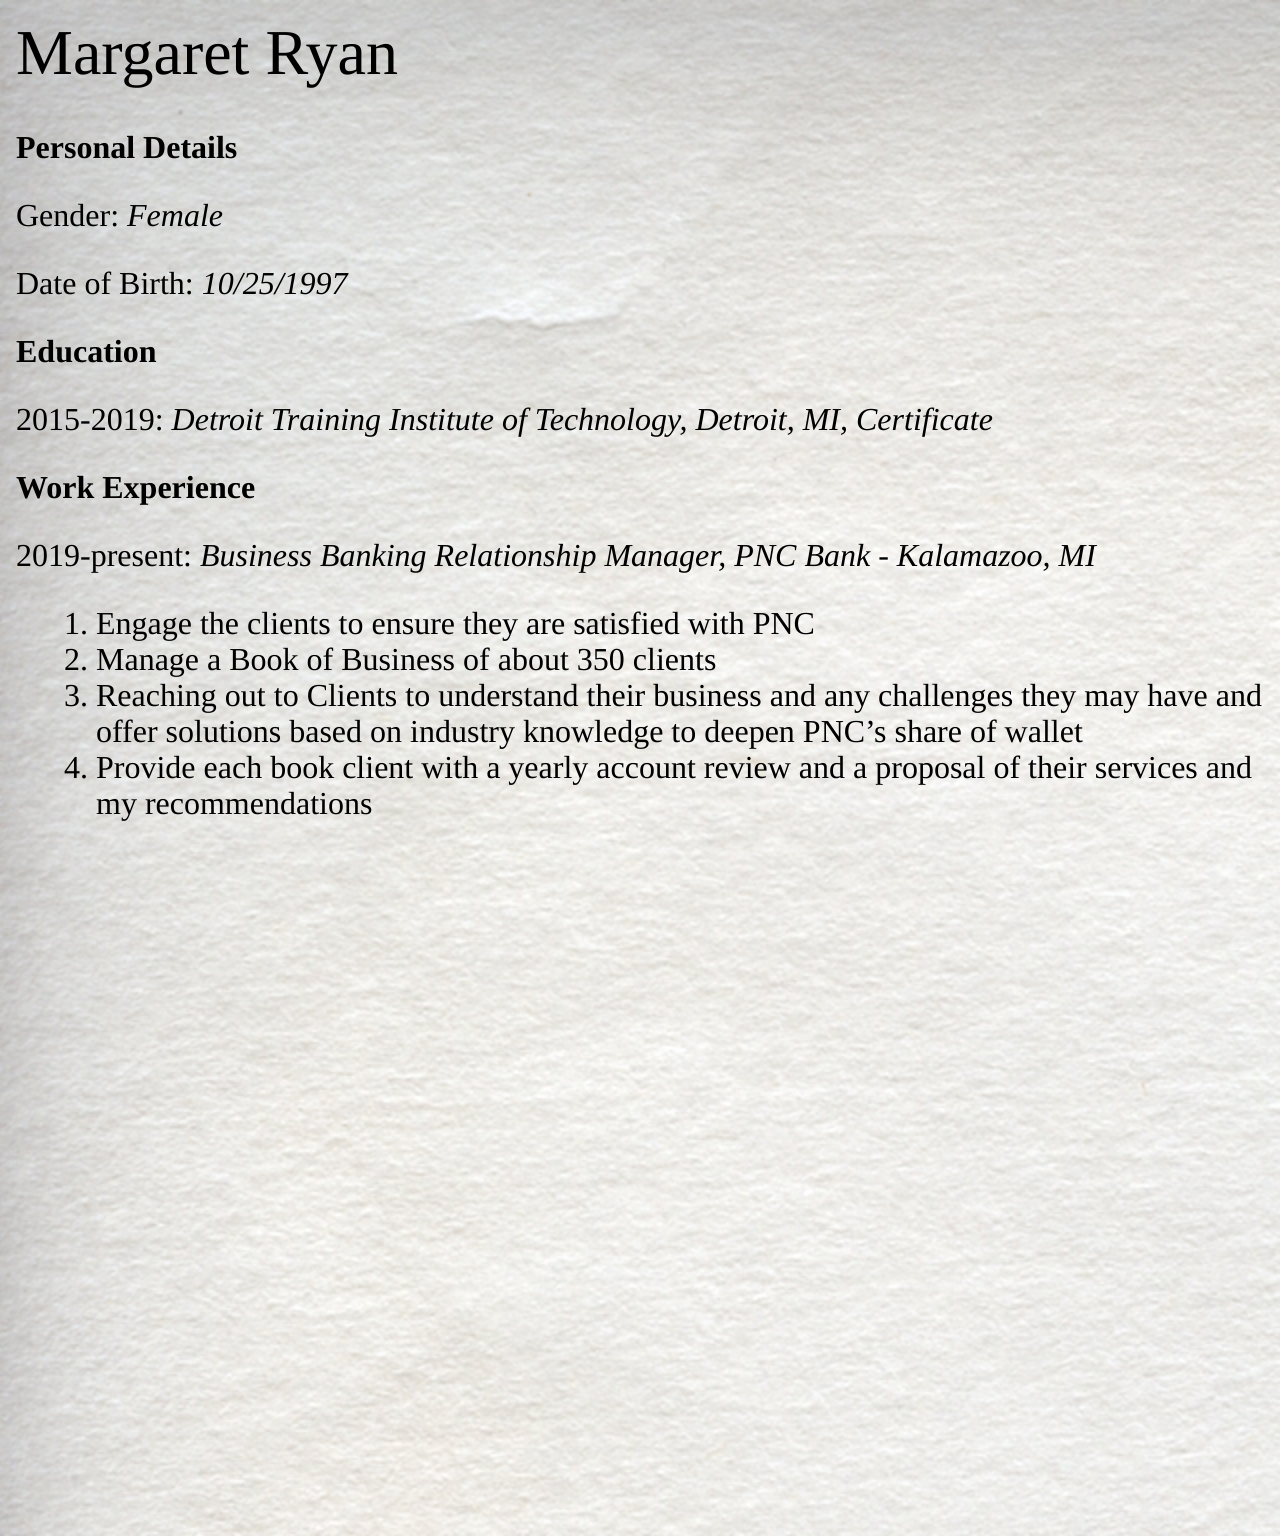 Margaret Ryan
Personal Details
Gender: Female
Date of Birth: 10/25/1997
Education
2015-2019: Detroit Training Institute of Technology, Detroit, MI, Certificate
Work Experience
2019-present: Business Banking Relationship Manager, PNC Bank - Kalamazoo, MI
1. Engage the clients to ensure they are satisfied with PNC
2. Manage a Book of Business of about 350 clients
3. Reaching out to Clients to understand their business and any challenges they may have and
offer solutions based on industry knowledge to deepen PNC’s share of wallet
4. Provide each book client with a yearly account review and a proposal of their services and
my recommendations